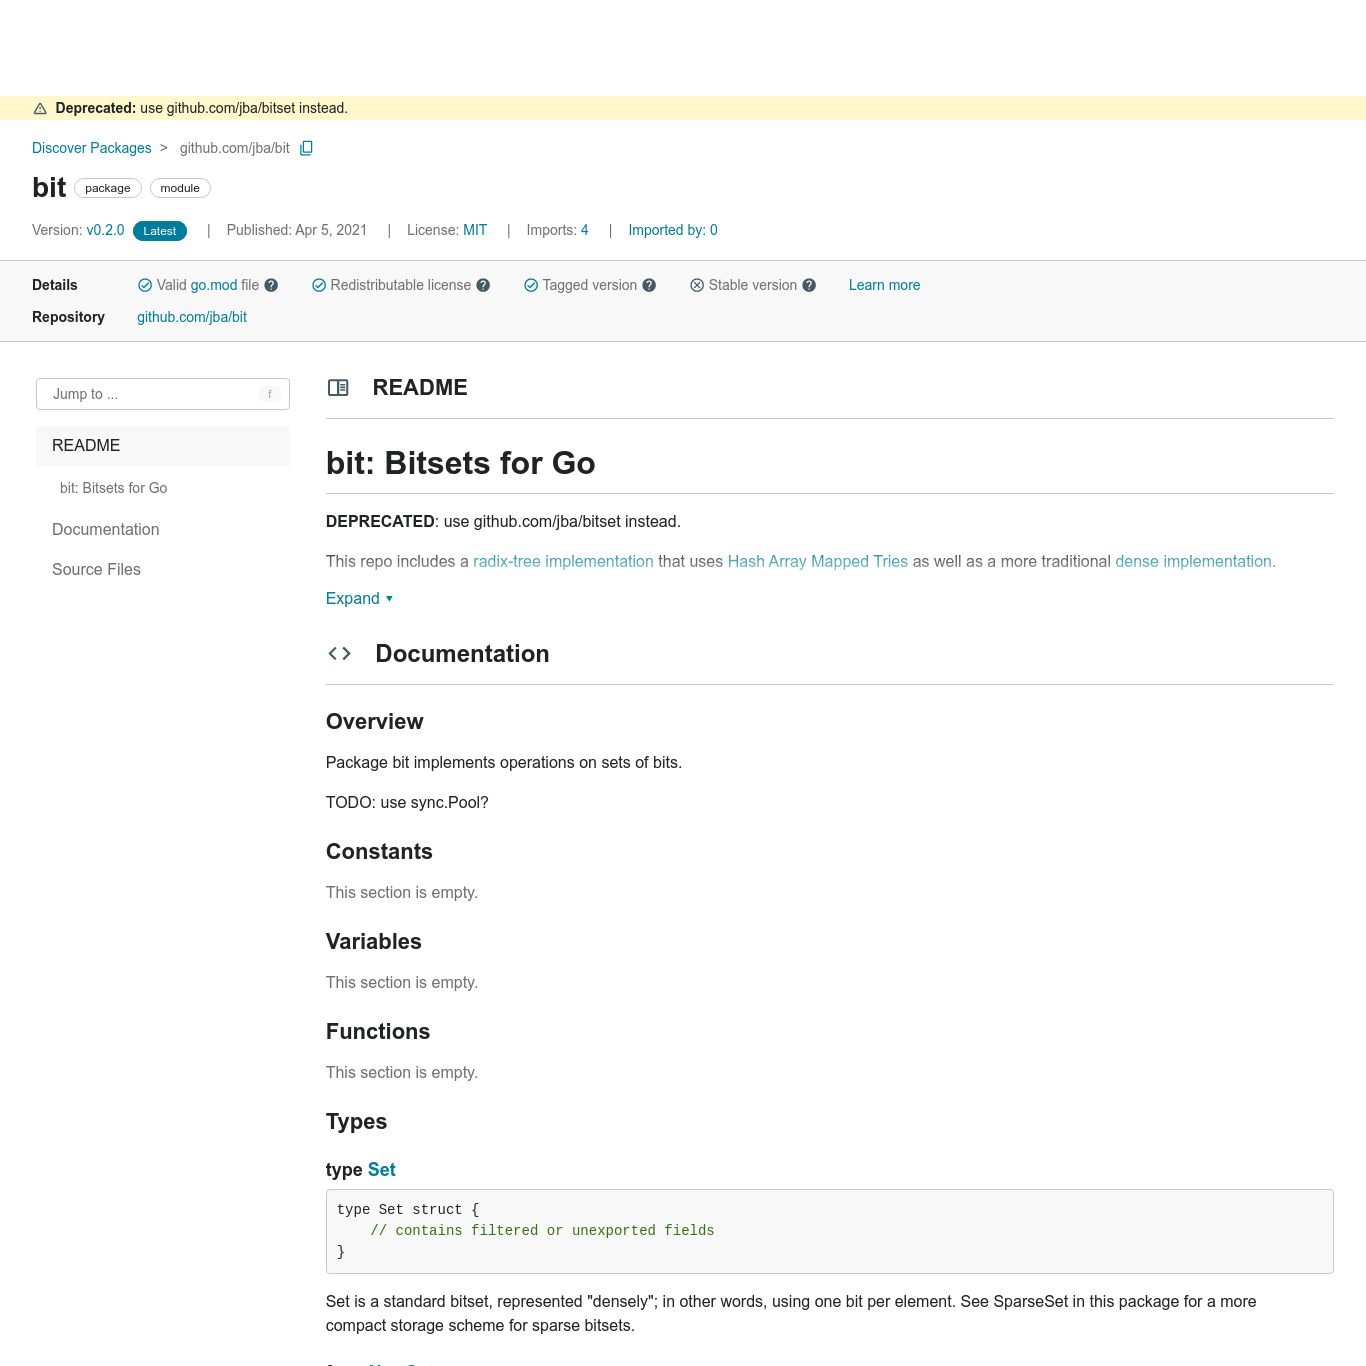 Deprecated: use github.com/jba/bitset instead.
Discover Packages > github.com/jba/bit
bit package module
Version: v0.2.0 Latest | Published: Apr 5, 2021 | License: MIT | Imports: 4 | Imported by: 0
Details Valid go.mod file ? Redistributable license ? Tagged version ? Stable version ? Learn more
Repository github.com/jba/bit
Jump to ... f
README
bit: Bitsets for Go
Documentation
Source Files
README
bit: Bitsets for Go
DEPRECATED: use github.com/jba/bitset instead.
This repo includes a radix-tree implementation that uses Hash Array Mapped Tries as well as a more traditional dense implementation.
Expand ▾
Documentation
Overview
Package bit implements operations on sets of bits.
TODO: use sync.Pool?
Constants
This section is empty.
Variables
This section is empty.
Functions
This section is empty.
Types
type Set
type Set struct {
// contains filtered or unexported fields
}
Set is a standard bitset, represented "densely"; in other words, using one bit per element. See SparseSet in this package for a more
compact storage scheme for sparse bitsets.